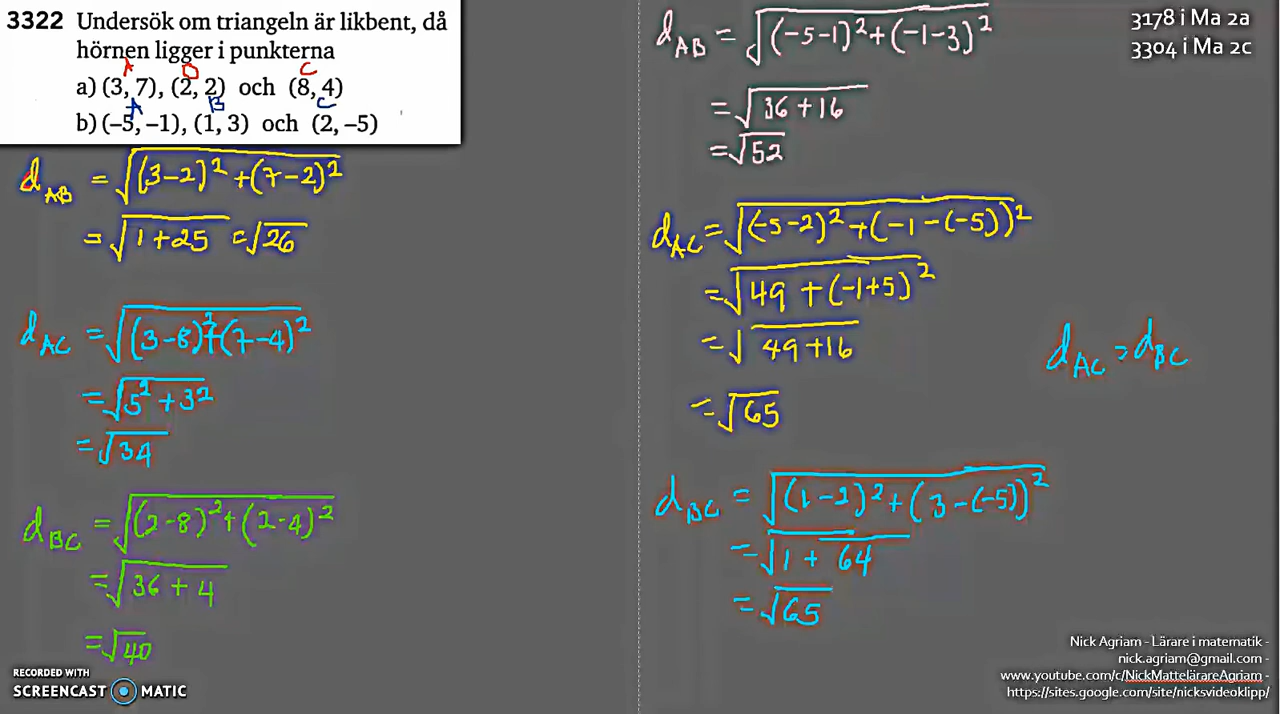 3322 Undersök om triangeln är likbent, då
hörnen ligger i punkterna
A B C
a) (3, 7), (2, 2) och (8, 4)
A B C
b) (–5, –1), (1, 3) och (2, –5)
d_AB = √((3-2)² + (7-2)²)
= √(1+25) = √26
d_AC = √((3-8)² + (7-4)²)
= √(5² + 3²)
= √34
d_BC = √((2-8)² + (2-4)²)
= √(36 + 4)
= √40
d_AB = √((-5-1)² + (-1-3)²)
= √(36 + 16)
= √52
d_AC = √((-5-2)² + (-1-(-5))²)
= √(49 + (-1+5)²)
= √(49+16)
= √65
d_AC = d_BC
d_BC = √((1-2)² + (3-(-5))²)
= √(1 + 64)
= √65
3178 i Ma 2a
3304 i Ma 2c
RECORDED WITH
SCREENCAST MATIC
Nick Agriam - Lärare i matematik -
nick.agriam@gmail.com -
www.youtube.com/c/NickMattelärareAgriam -
https://sites.google.com/site/nicksvideoklipp/